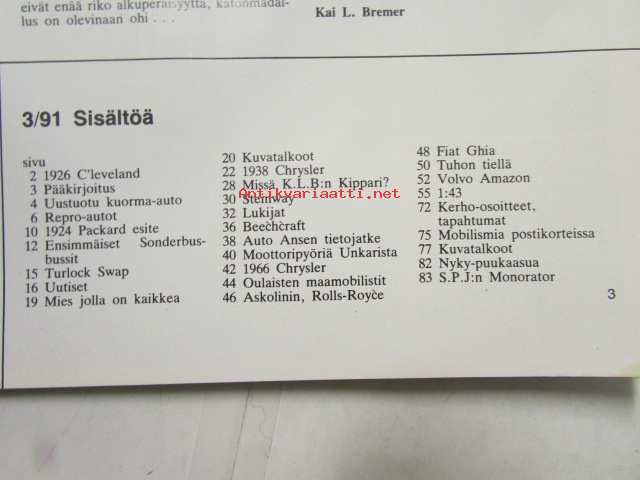 eivät enää riko alkuperäisyyttä, katonmadal-
lus on olevinaan ohi . . .
Kai L. Bremer
3/91 Sisältöä
sivu
2 1926 C'leveland
3 Pääkirjoitus
4 Uustuotu kuorma-auto
6 Repro-autot
10 1924 Packard esite
12 Ensimmäiset Sonderbus-
bussit
15 Turlock Swap
16 Uutiset
19 Mies jolla on kaikkea
20 Kuvatalkoot
22 1938 Chrysler
28 Missä K.L.B:n Kippari?
30 Steinway
32 Lukijat
36 Beechcraft
38 Auto Ansen tietojatke
40 Moottoripyöriä Unkarista
42 1966 Chrysler
44 Oulaisten maamobilistit
46 Askolinin, Rolls-Royce
48 Fiat Ghia
50 Tuhon tiellä
52 Volvo Amazon
55 1:43
72 Kerho-osoitteet,
tapahtumat
75 Mobilismia postikorteissa
77 Kuvatalkoot
82 Nyky-puukaasua
83 S.P.J:n Monorator
3
Antikvariaatti.net